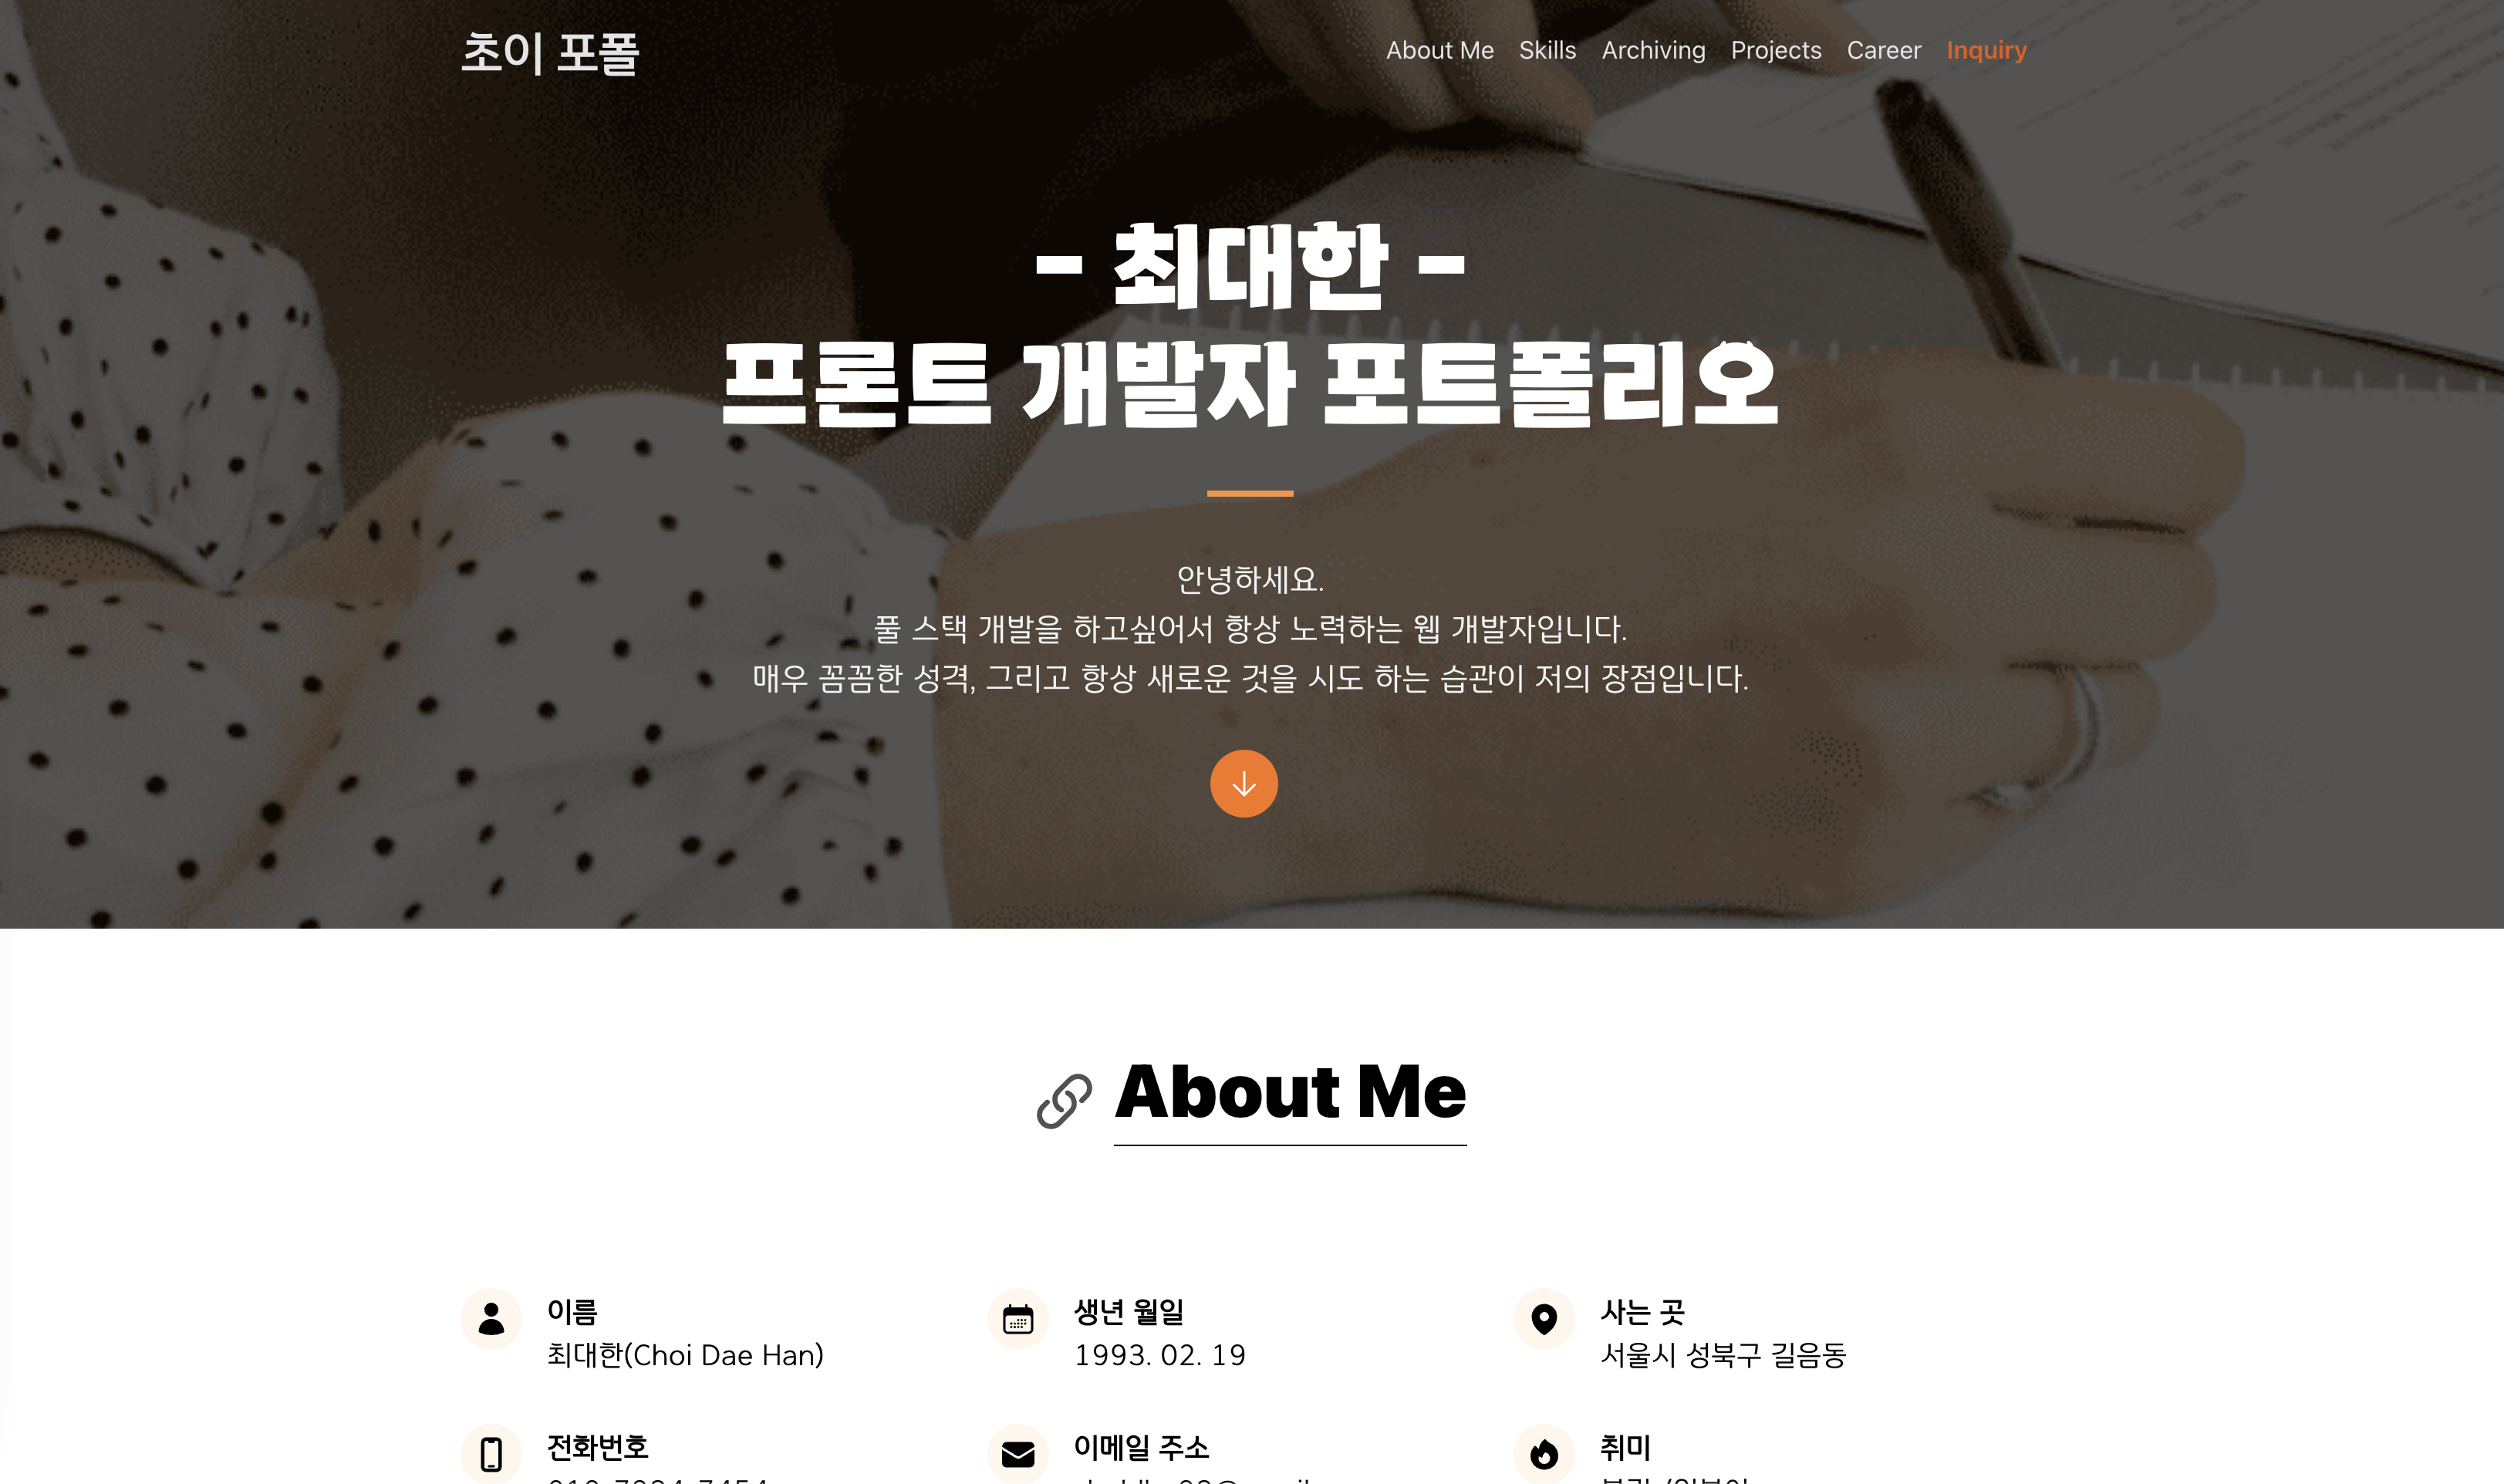 초이 포폴
About Me Skills Archiving Projects Career Inquiry
- 최대한 -
프론트 개발자 포트폴리오
안녕하세요.
풀 스택 개발을 하고싶어서 항상 노력하는 웹 개발자입니다.
매우 꼼꼼한 성격, 그리고 항상 새로운 것을 시도 하는 습관이 저의 장점입니다.
About Me
이름
최대한(Choi Dae Han)
생년 월일
1993. 02. 19
사는 곳
서울시 성북구 길음동
전화번호
이메일 주소
취미